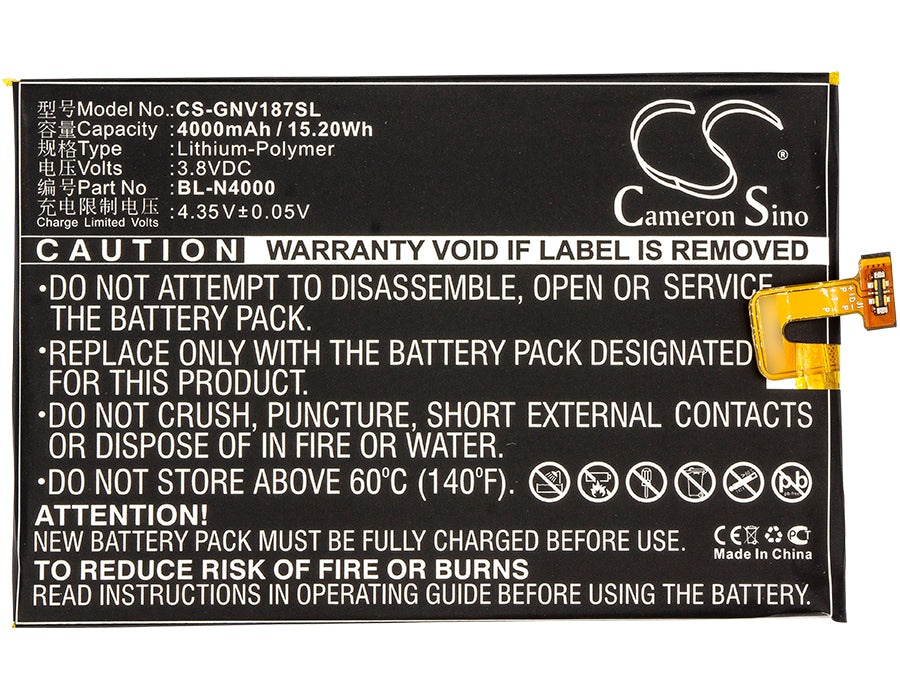 型号Model No.:CS-GNV187SL
容量Capacity :4000mAh / 15.20Wh
规格Type :Lithium-Polymer
电压Volts :3.8VDC
编号Part No :BL-N4000
充电限制电压 :4.35V±0.05V
Charge Limited Volts
CS ®
Cameron Sino
CAUTION WARRANTY VOID IF LABEL IS REMOVED
•DO NOT ATTEMPT TO DISASSEMBLE, OPEN OR SERVICE
THE BATTERY PACK.
•REPLACE ONLY WITH THE BATTERY PACK DESIGNATED
FOR THIS PRODUCT.
•DO NOT CRUSH, PUNCTURE, SHORT EXTERNAL CONTACTS
OR DISPOSE OF IN FIRE OR WATER.
•DO NOT STORE ABOVE 60°C (140°F).
Pb
pb-free
ATTENTION!
NEW BATTERY PACK MUST BE FULLY CHARGED BEFORE USE.
TO REDUCE RISK OF FIRE OR BURNS
READ INSTRUCTIONS IN OPERATING GUIDE BEFORE USING
CE PC
Made In China